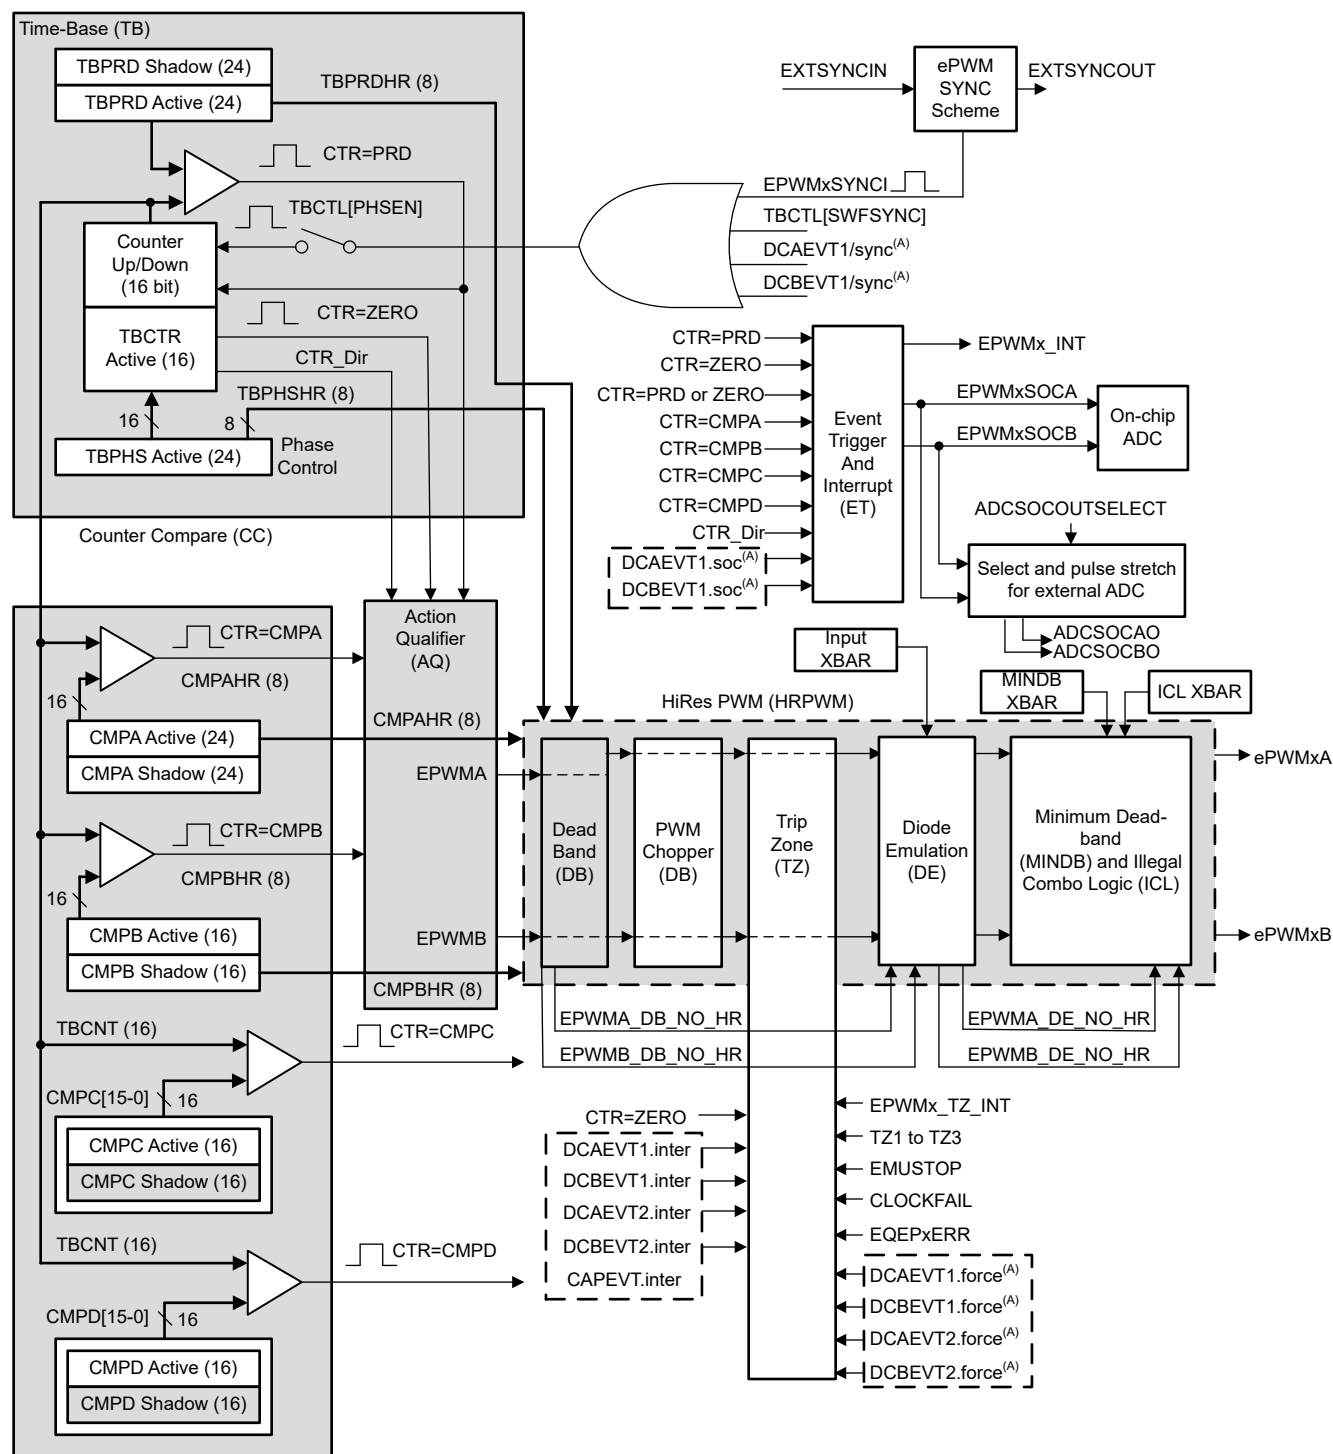 Time-Base (TB)
TBPRD Shadow (24)
TBPRD Active (24)
TBPRDHR (8)
CTR=PRD
TBCTL[PHSEN]
Counter
Up/Down
(16 bit)
CTR=ZERO
TBCTR
Active (16)
CTR_Dir
TBPHSHR (8)
16
8
TBPHS Active (24)
Phase
Control
EXTSYNCIN
ePWM
SYNC
Scheme
EXTSYNCOUT
EPWMxSYNCI
TBCTL[SWFSYNC]
DCAEVT1/sync(A)
DCBEVT1/sync(A)
CTR=PRD
CTR=ZERO
CTR=PRD or ZERO
CTR=CMPA
CTR=CMPB
CTR=CMPC
CTR=CMPD
CTR_Dir
DCAEVT1.soc(A)
DCBEVT1.soc(A)
Event
Trigger
And
Interrupt
(ET)
EPWMx_INT
EPWMxSOCA
EPWMxSOCB
On-chip
ADC
ADCSOCOUTSELECT
Select and pulse stretch
for external ADC
ADCSOCAO
ADCSOCBO
Counter Compare (CC)
CTR=CMPA
CMPAHR (8)
16
CMPA Active (24)
CMPA Shadow (24)
CTR=CMPB
CMPBHR (8)
16
CMPB Active (16)
CMPB Shadow (16)
TBCNT (16)
CTR=CMPC
CMPC[15-0]
16
CMPC Active (16)
CMPC Shadow (16)
TBCNT (16)
CTR=CMPD
CMPD[15-0]
16
CMPD Active (16)
CMPD Shadow (16)
Action
Qualifier
(AQ)
CMPAHR (8)
EPWMA
EPWMB
CMPBHR (8)
Input
XBAR
MINDB
XBAR
ICL XBAR
HiRes PWM (HRPWM)
Dead
Band
(DB)
PWM
Chopper
(DB)
Trip
Zone
(TZ)
Diode
Emulation
(DE)
Minimum Dead-
band
(MINDB) and Illegal
Combo Logic (ICL)
ePWMxA
ePWMxB
EPWMA_DB_NO_HR
EPWMB_DB_NO_HR
EPWMA_DE_NO_HR
EPWMB_DE_NO_HR
CTR=ZERO
DCAEVT1.inter
DCBEVT1.inter
DCAEVT2.inter
DCBEVT2.inter
CAPEVT.inter
EPWMx_TZ_INT
TZ1 to TZ3
EMUSTOP
CLOCKFAIL
EQEPxERR
DCAEVT1.force(A)
DCBEVT1.force(A)
DCAEVT2.force(A)
DCBEVT2.force(A)